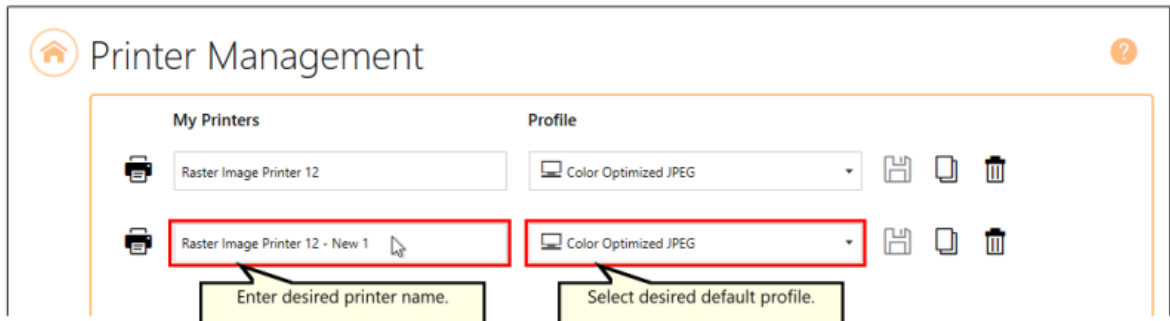 Printer Management
?
My Printers Profile
Raster Image Printer 12 Color Optimized JPEG
Raster Image Printer 12 - New 1 Color Optimized JPEG
Enter desired printer name. Select desired default profile.